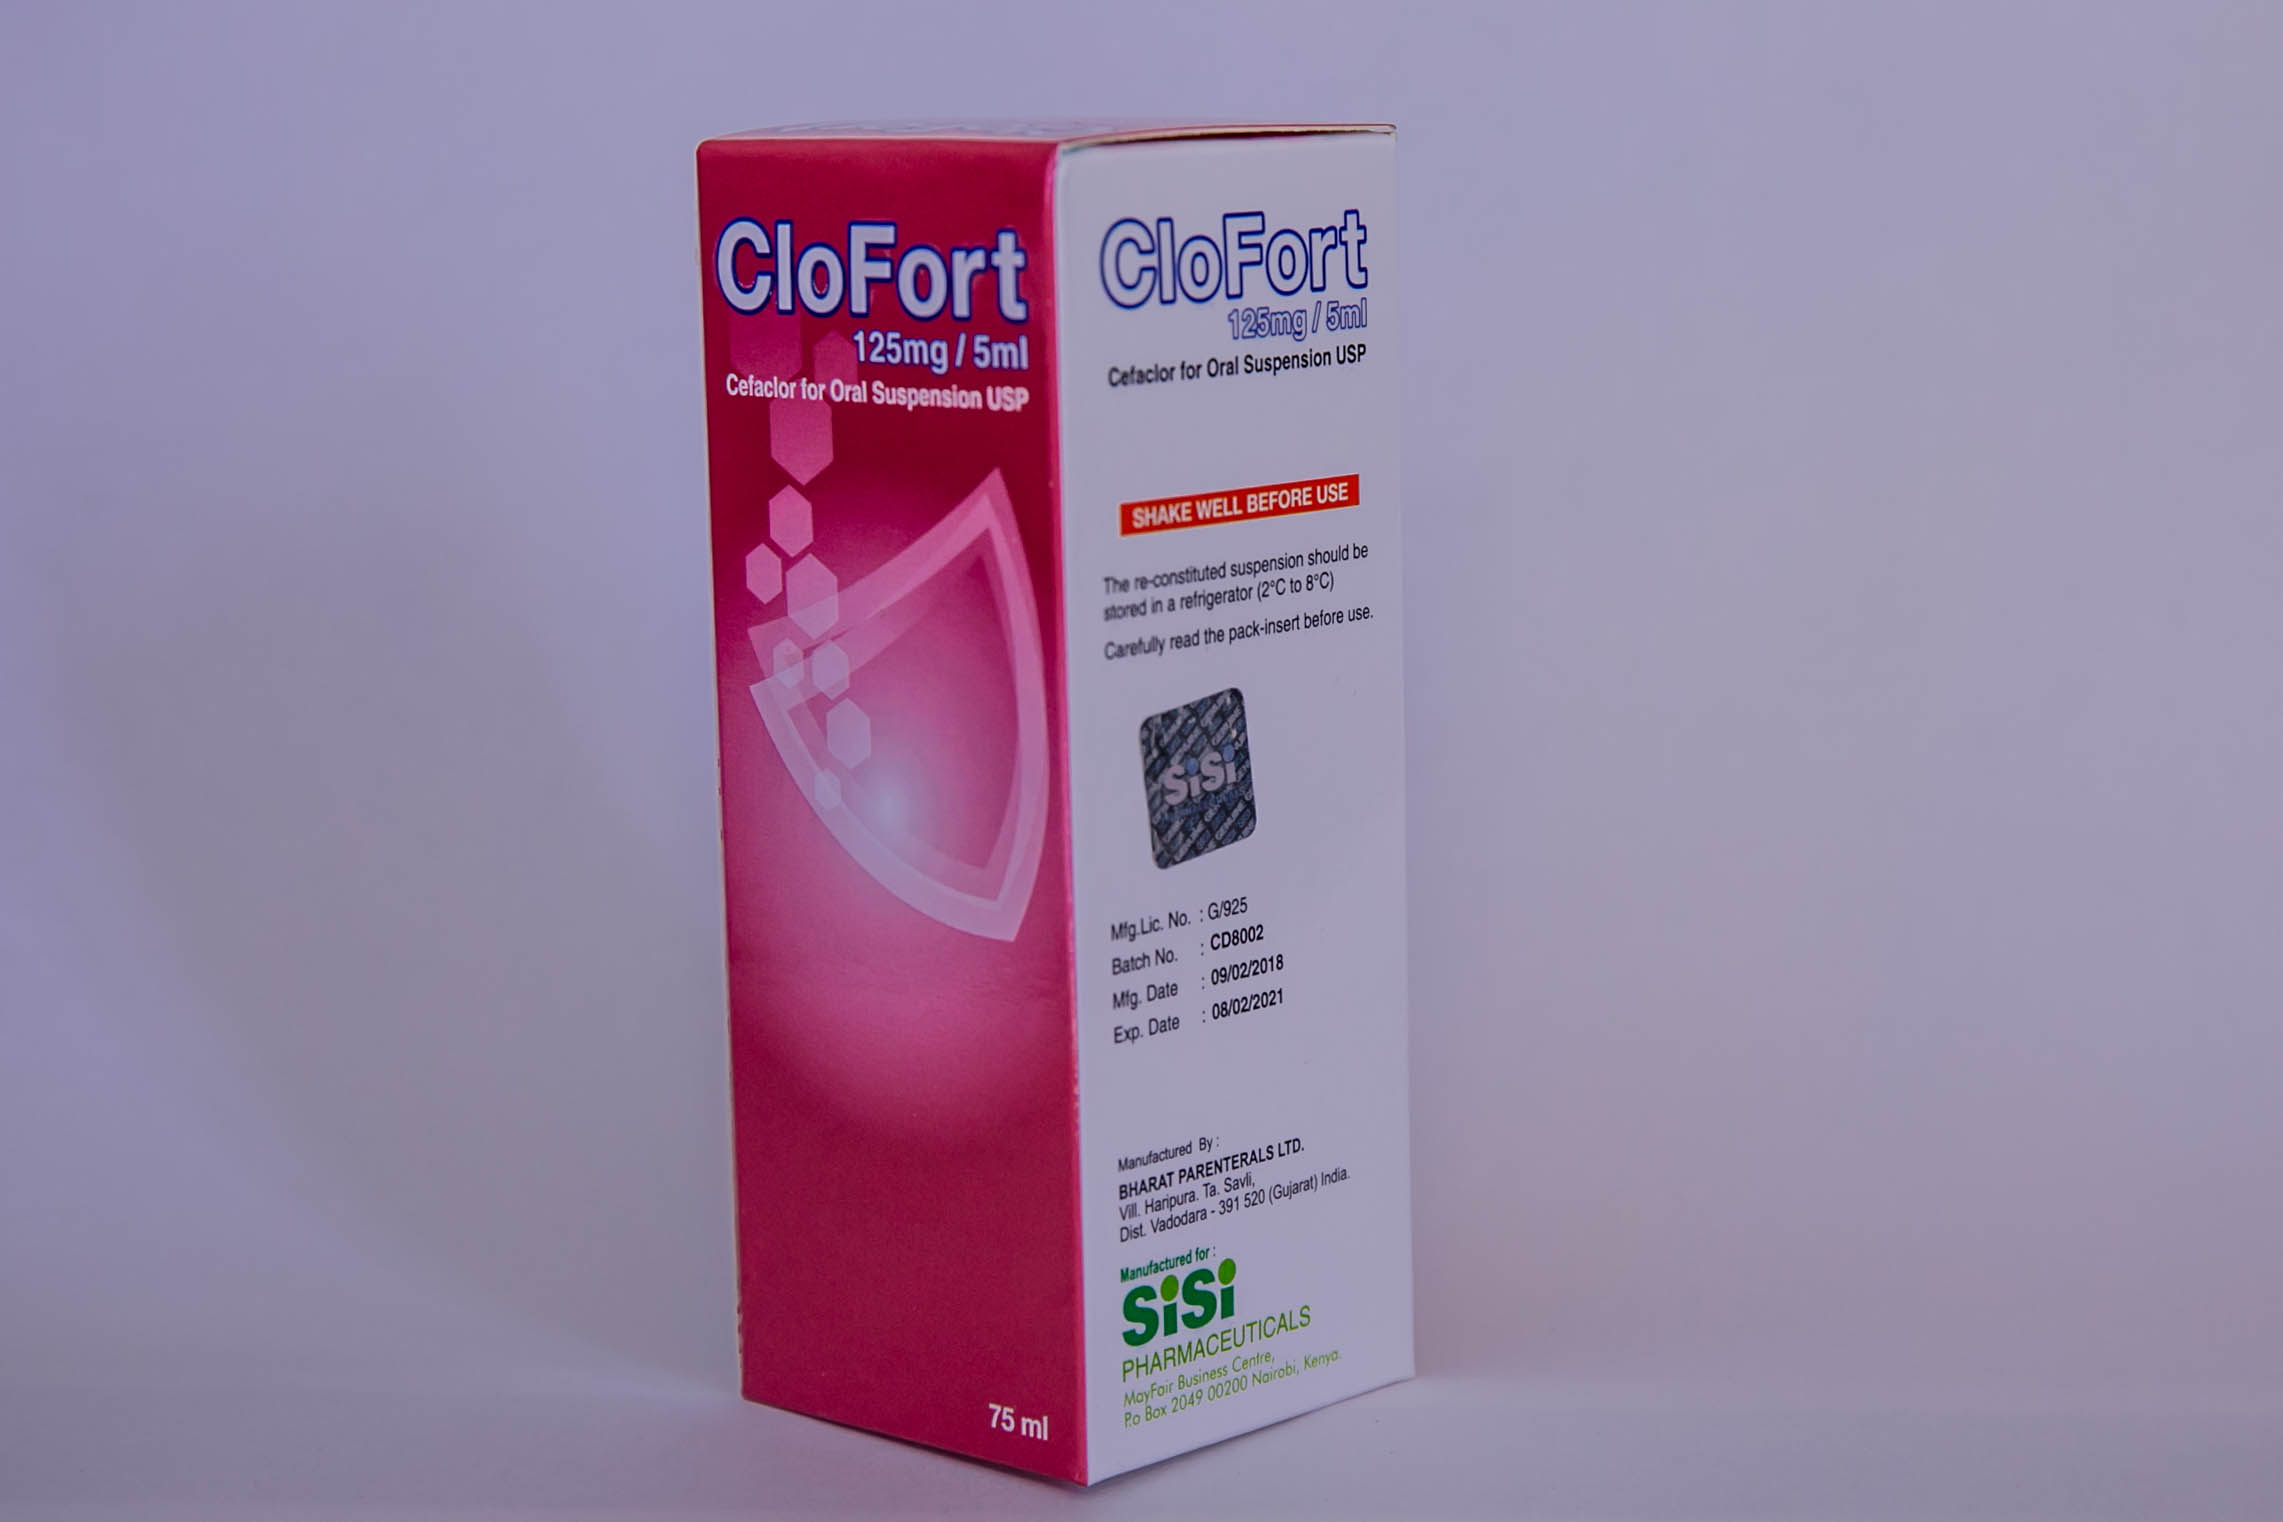 CloFort
125mg / 5ml
Cefaclor for Oral Suspension USP
75 ml
CloFort
125mg / 5ml
Cefaclor for Oral Suspension USP
SHAKE WELL BEFORE USE
The re-constituted suspension should be
stored in a refrigerator (2°C to 8°C)
Carefully read the pack-insert before use.
SiSi
Mfg.Lic. No. : G/925
Batch No. : CD8002
Mfg. Date : 09/02/2018
Exp. Date : 08/02/2021
Manufactured By :
BHARAT PARENTERALS LTD.
Vill. Haripura. Ta. Savli,
Dist. Vadodara - 391 520 (Gujarat) India.
Manufactured for :
SiSi
PHARMACEUTICALS
MayFair Business Centre,
P.o Box 2049 00200 Nairobi, Kenya.